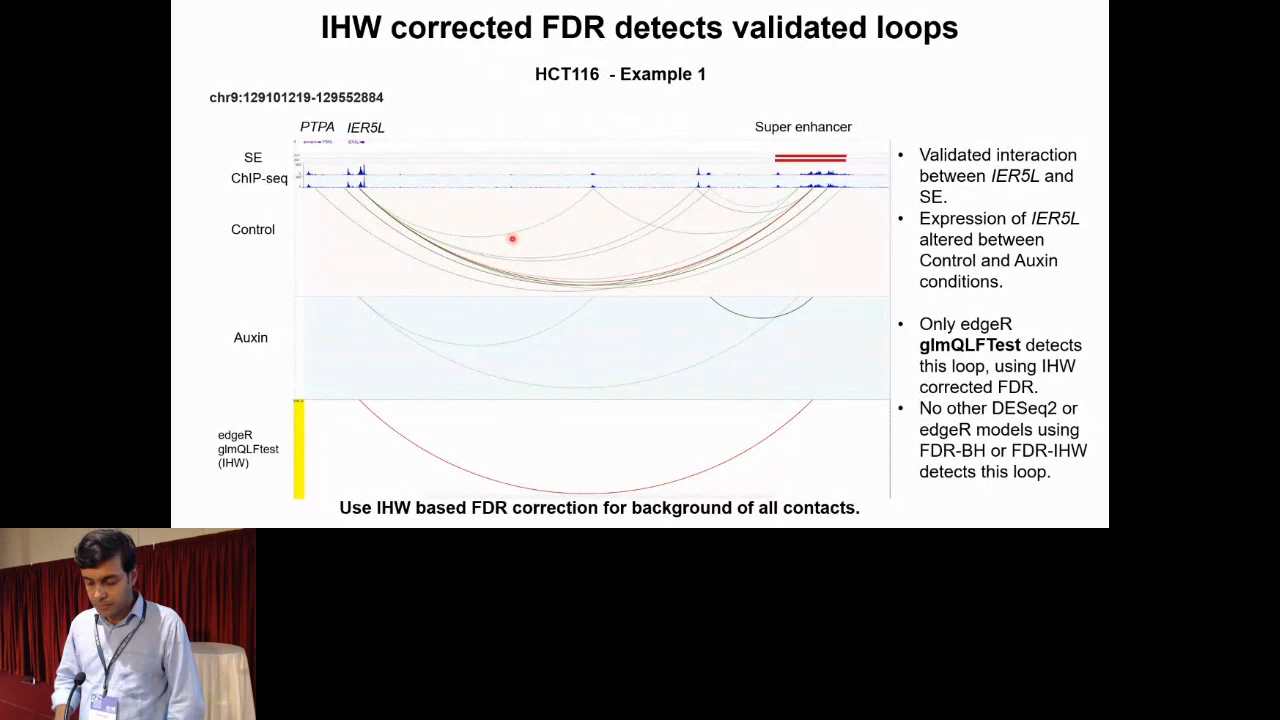 IHW corrected FDR detects validated loops
HCT116 - Example 1
chr9:129101219-129552884
PTPA IER5L
Super enhancer
SE
ChIP-seq
Control
Auxin
edgeR
glmQLFtest
(IHW)
• Validated interaction
between IER5L and
SE.
• Expression of IER5L
altered between
Control and Auxin
conditions.
• Only edgeR
glmQLFTest detects
this loop, using IHW
corrected FDR.
• No other DESeq2 or
edgeR models using
FDR-BH or FDR-IHW
detects this loop.
Use IHW based FDR correction for background of all contacts.